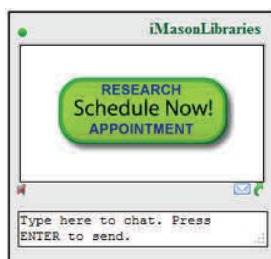 iMasonLibraries
RESEARCH
Schedule Now!
APPOINTMENT
Type here to chat. Press
ENTER to send.